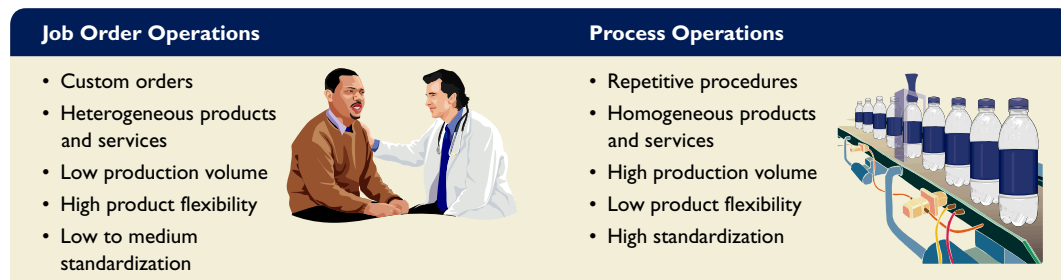 Job Order Operations
• Custom orders
• Heterogeneous products
and services
• Low production volume
• High product flexibility
• Low to medium
standardization
Process Operations
• Repetitive procedures
• Homogeneous products
and services
• High production volume
• Low product flexibility
• High standardization